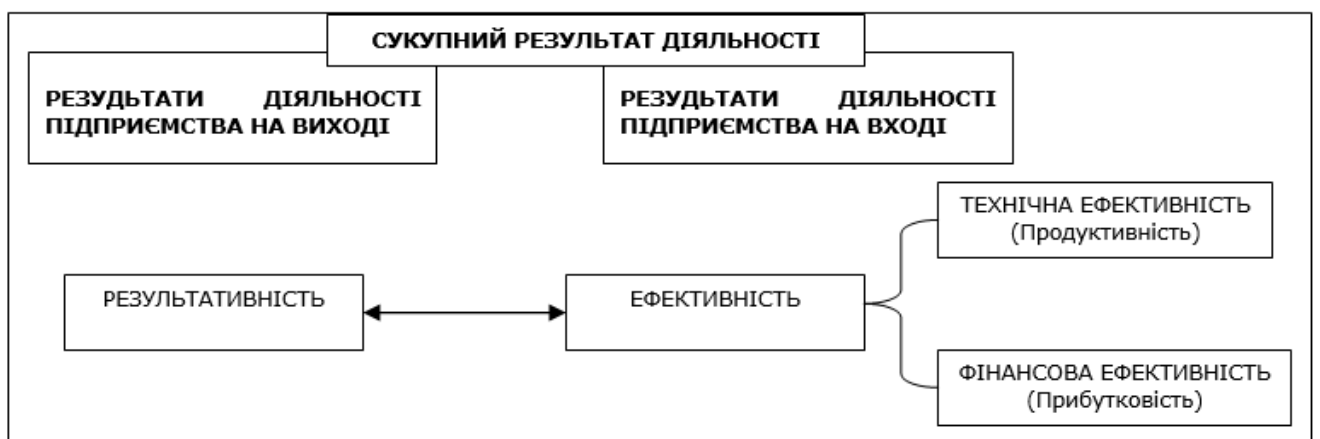 СУКУПНИЙ РЕЗУЛЬТАТ ДІЯЛЬНОСТІ
РЕЗУДЬТАТИ ДІЯЛЬНОСТІ
ПІДПРИЄМСТВА НА ВИХОДІ
РЕЗУДЬТАТИ ДІЯЛЬНОСТІ
ПІДПРИЄМСТВА НА ВХОДІ
ТЕХНІЧНА ЕФЕКТИВНІСТЬ
(Продуктивність)
РЕЗУЛЬТАТИВНІСТЬ
ЕФЕКТИВНІСТЬ
ФІНАНСОВА ЕФЕКТИВНІСТЬ
(Прибутковість)